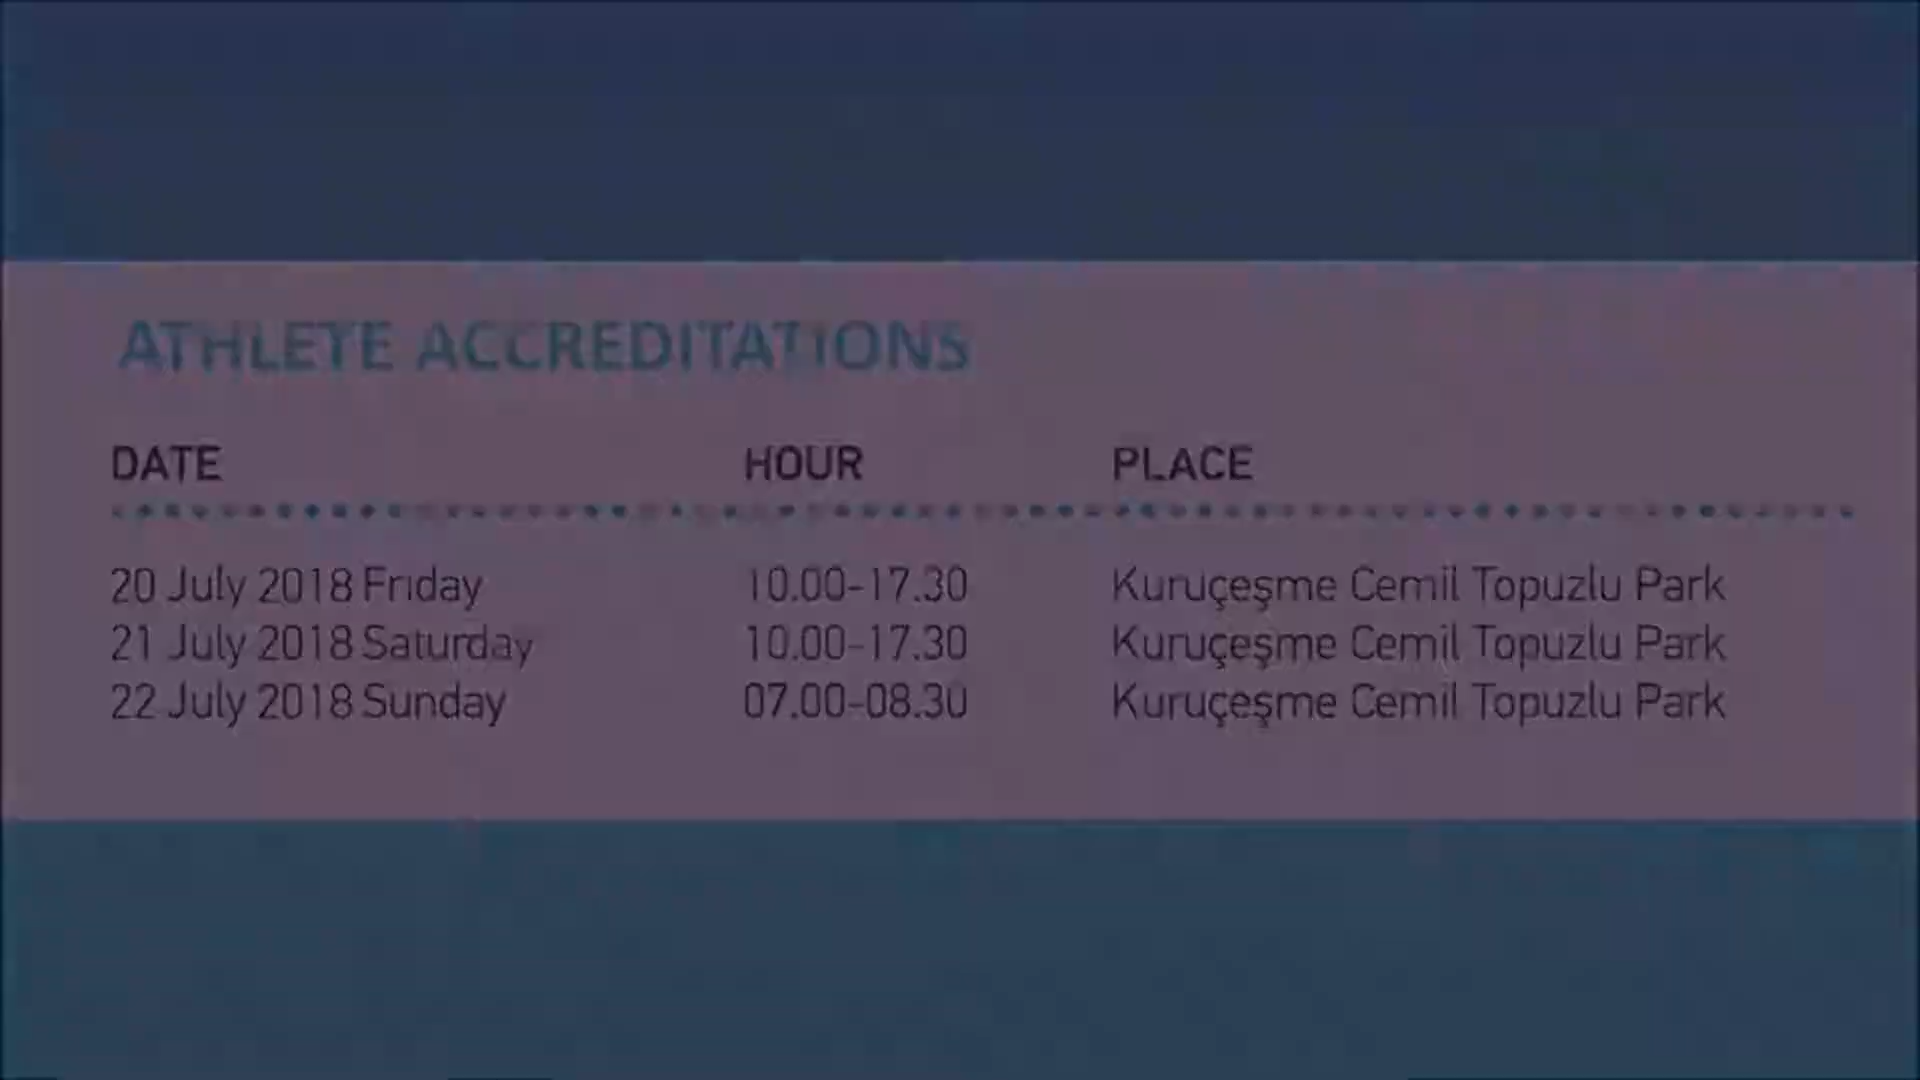 ATHLETE ACCREDITATIONS
DATE HOUR PLACE
20 July 2018 Friday 10.00-17.30 Kuruçeşme Cemil Topuzlu Park
21 July 2018 Saturday 10.00-17.30 Kuruçeşme Cemil Topuzlu Park
22 July 2018 Sunday 07.00-08.30 Kuruçeşme Cemil Topuzlu Park